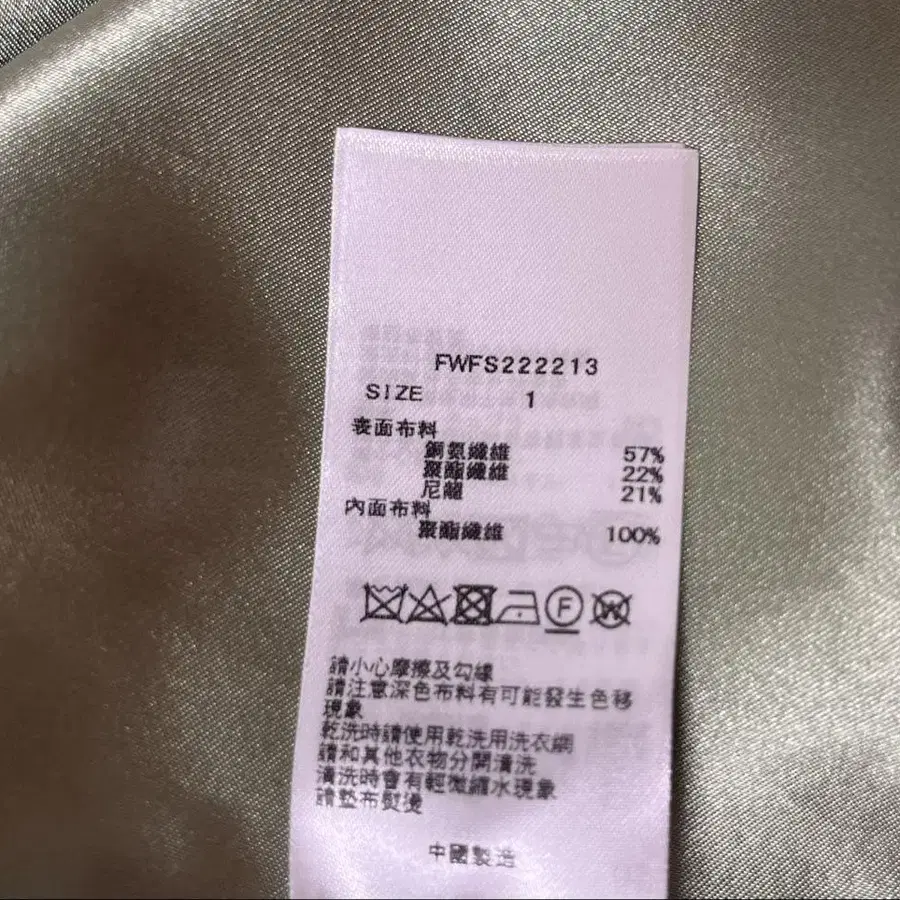 FWFS222213
SIZE 1
表面布料
銅氨纖維 57%
聚酯纖維 22%
尼龍 21%
內面布料
聚酯纖維 100%
F W
請小心摩擦及勾線
請注意深色布料有可能發生色移
現象
乾洗時請使用乾洗用洗衣網
請和其他衣物分開清洗
清洗時會有輕微縮水現象
請墊布熨燙
中國製造